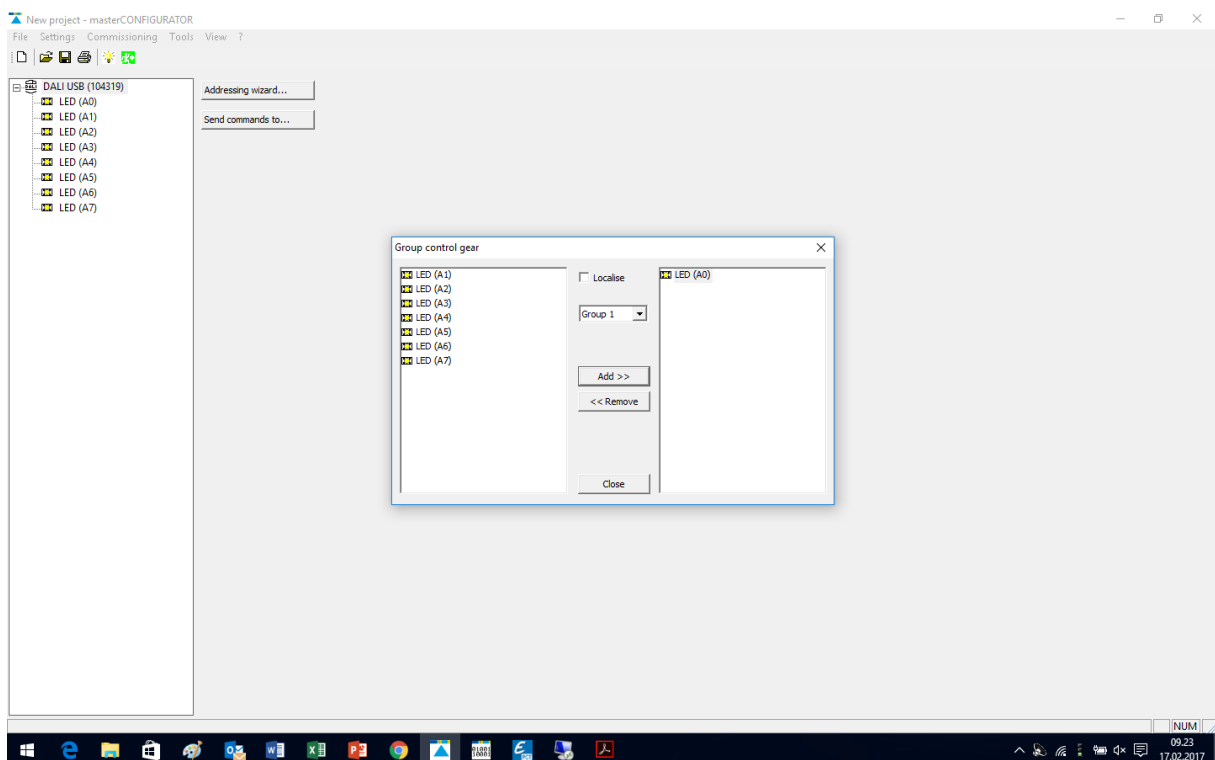 New project - masterCONFIGURATOR
File Settings Commissioning Tools View ?
DALI USB (104319)
LED (A0)
LED (A1)
LED (A2)
LED (A3)
LED (A4)
LED (A5)
LED (A6)
LED (A7)
Addressing wizard...
Send commands to...
Group control gear
LED (A1)
LED (A2)
LED (A3)
LED (A4)
LED (A5)
LED (A6)
LED (A7)
Localise
Group 1
Add >>
<< Remove
Close
LED (A0)
NUM
09.23
17.02.2017